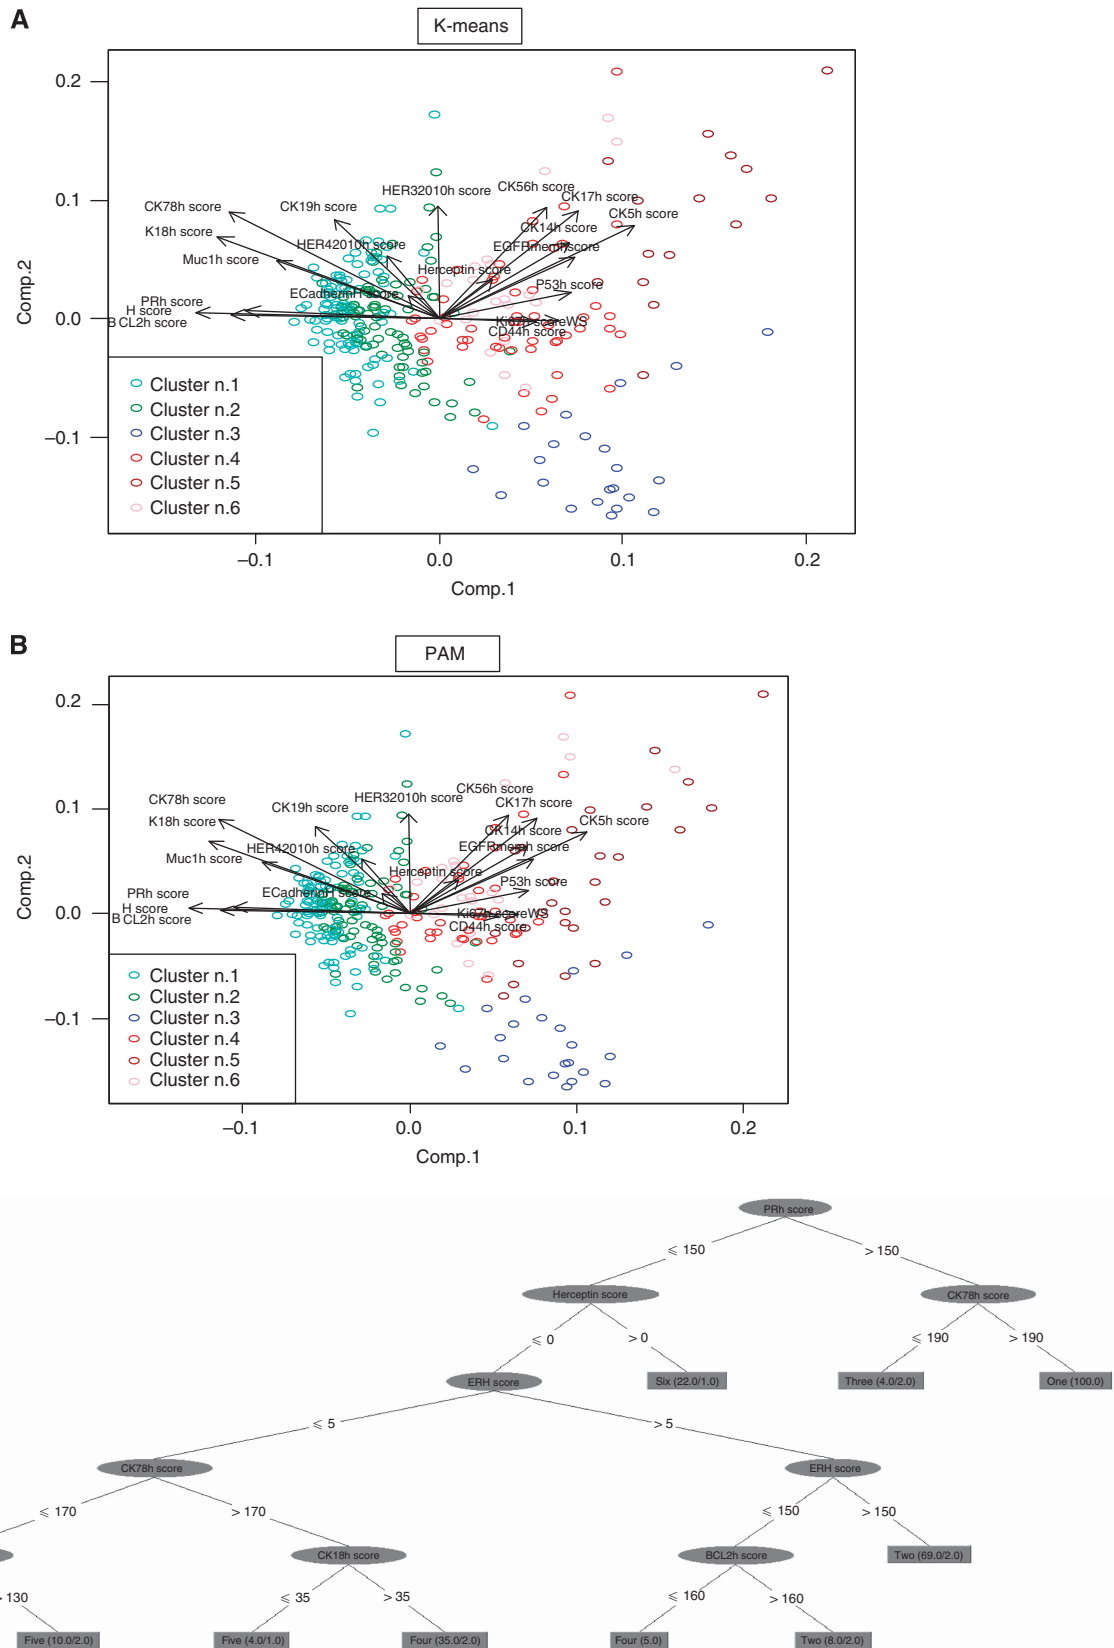 A
K-means
Comp.2
0.2
0.1
0.0
–0.1
HER32010h score
CK56h score
CK17h score
CK5h score
CK78h score
CK19h score
CK14h score
K18h score
HER42010h score
EGFRmemh score
Muc1h score
Herceptin score
P53h score
ECadherinH score
PRh score
H score
B CL2h score
Ki67h scoreWS
CD44h score
Cluster n.1
Cluster n.2
Cluster n.3
Cluster n.4
Cluster n.5
Cluster n.6
–0.1 0.0 0.1 0.2
Comp.1
B
PAM
Comp.2
0.2
0.1
0.0
–0.1
CK56h score
CK78h score
CK19h score
HER32010h score
CK17h score
K18h score
CK14h score
CK5h score
Muc1h score
HER42010h score
EGFRmemh score
Herceptin score
P53h score
PRh score
ECadherinH score
H score
B CL2h score
Ki67h scoreWS
CD44h score
Cluster n.1
Cluster n.2
Cluster n.3
Cluster n.4
Cluster n.5
Cluster n.6
–0.1 0.0 0.1 0.2
Comp.1
PRh score
⩽ 150 > 150
Herceptin score CK78h score
⩽ 0 > 0 ⩽ 190 > 190
ERH score Six (22.0/1.0) Three (4.0/2.0) One (100.0)
⩽ 5 > 5
CK78h score ERH score
⩽ 170 > 170 ⩽ 150 > 150
CK18h score BCL2h score Two (69.0/2.0)
> 130 ⩽ 35 > 35 ⩽ 160 > 160
Five (10.0/2.0) Five (4.0/1.0) Four (35.0/2.0) Four (5.0) Two (8.0/2.0)